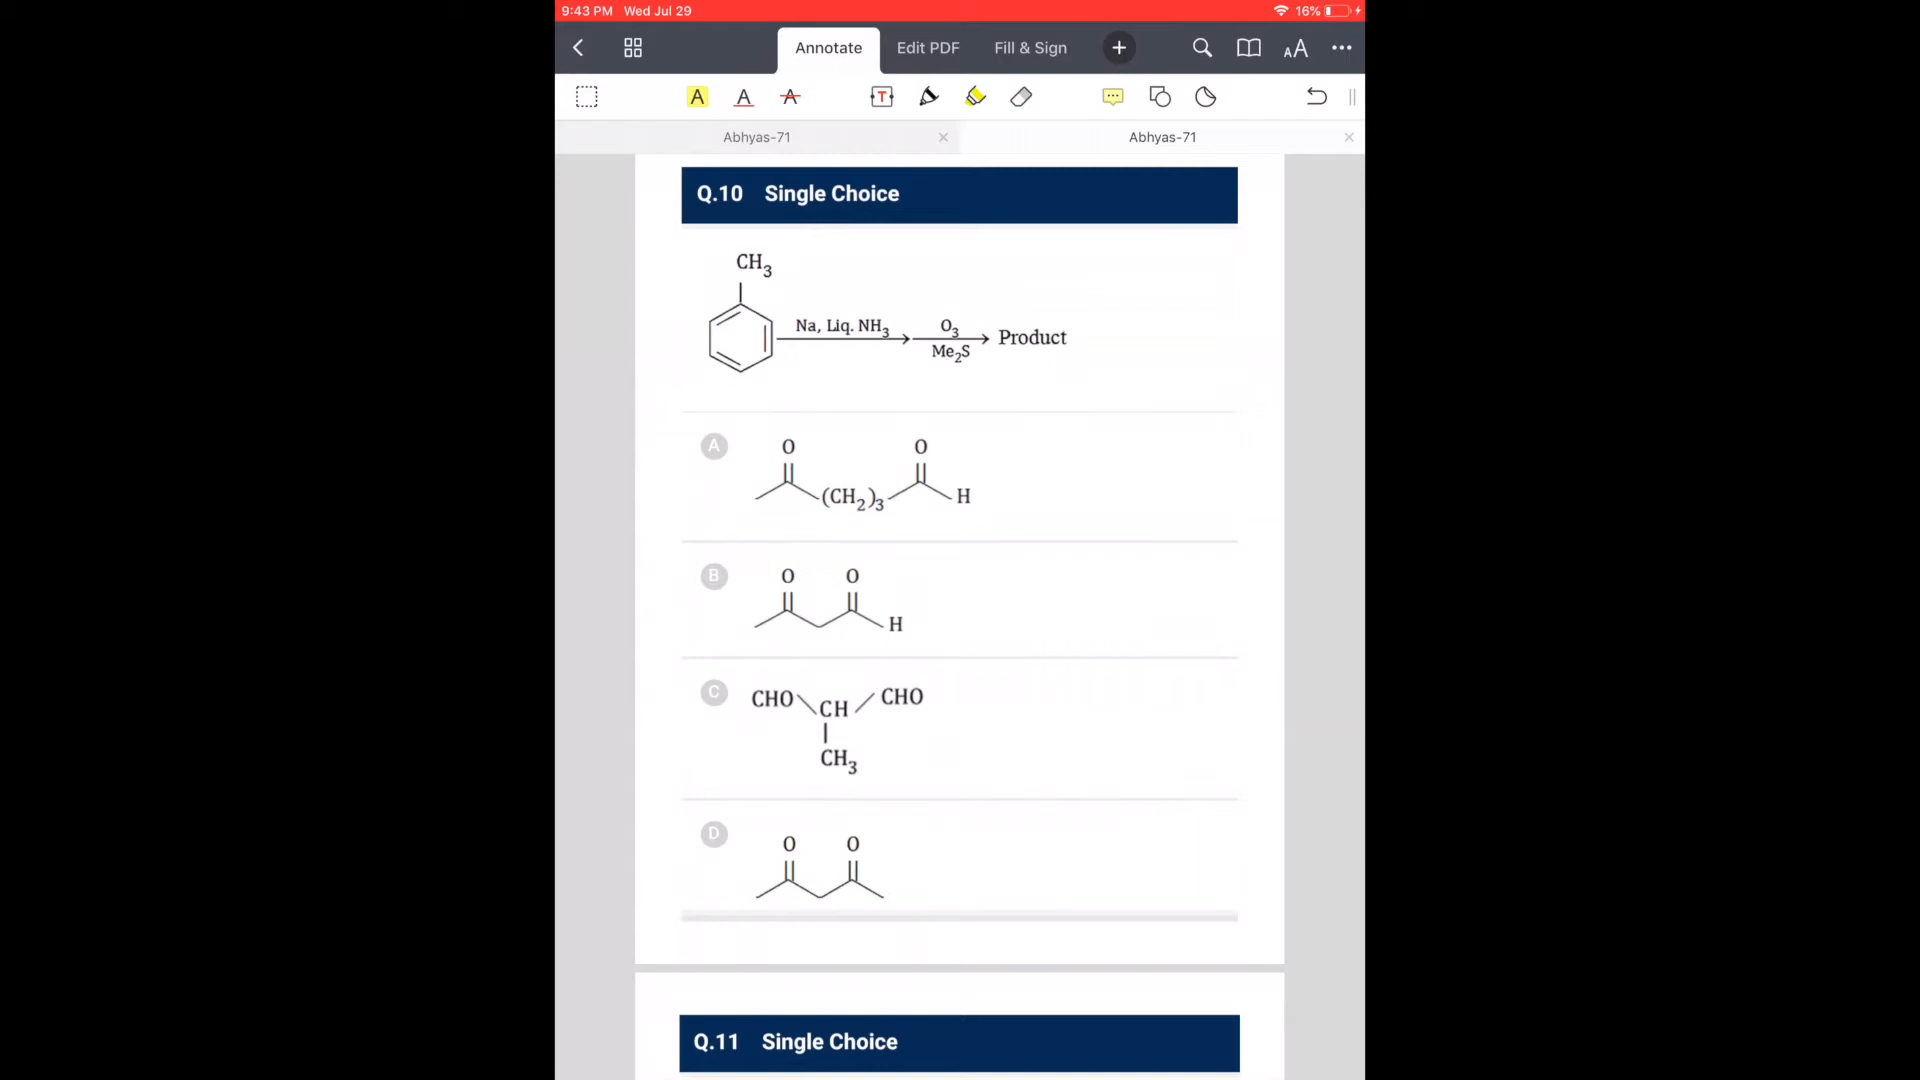 9:43 PM Wed Jul 29
16%
Annotate Edit PDF Fill & Sign
Abhyas-71 Abhyas-71
Q.10 Single Choice
CH3
Na, Liq. NH3 O3
Me2S
Product
A
O O
(CH2)3 H
B
O O
H
C
CHO CH CHO
CH3
D
O O
Q.11 Single Choice